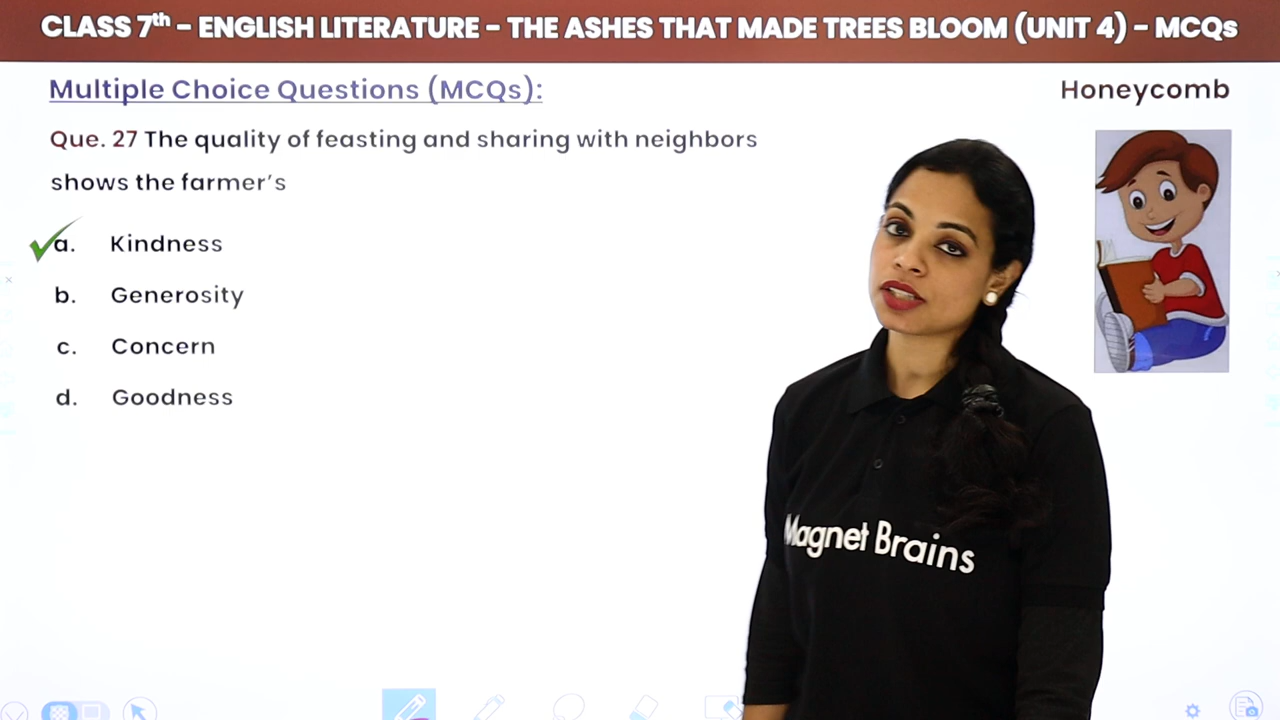 CLASS 7th - ENGLISH LITERATURE - THE ASHES THAT MADE TREES BLOOM (UNIT 4) - MCQs
Multiple Choice Questions (MCQs):
Honeycomb
Que. 27 The quality of feasting and sharing with neighbors
shows the farmer's
a. Kindness
b. Generosity
c. Concern
d. Goodness
Magnet Brains